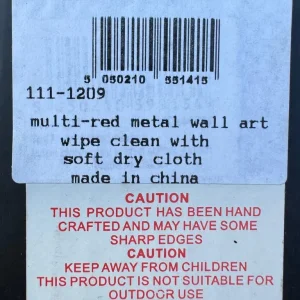 5 050210 551415
111-1209
multi-red metal wall art
wipe clean with
soft dry cloth
made in china
CAUTION
THIS PRODUCT HAS BEEN HAND
CRAFTED AND MAY HAVE SOME
SHARP EDGES
CAUTION
KEEP AWAY FROM CHILDREN
THIS PRODUCT IS NOT SUITABLE FOR
OUTDOOR USE